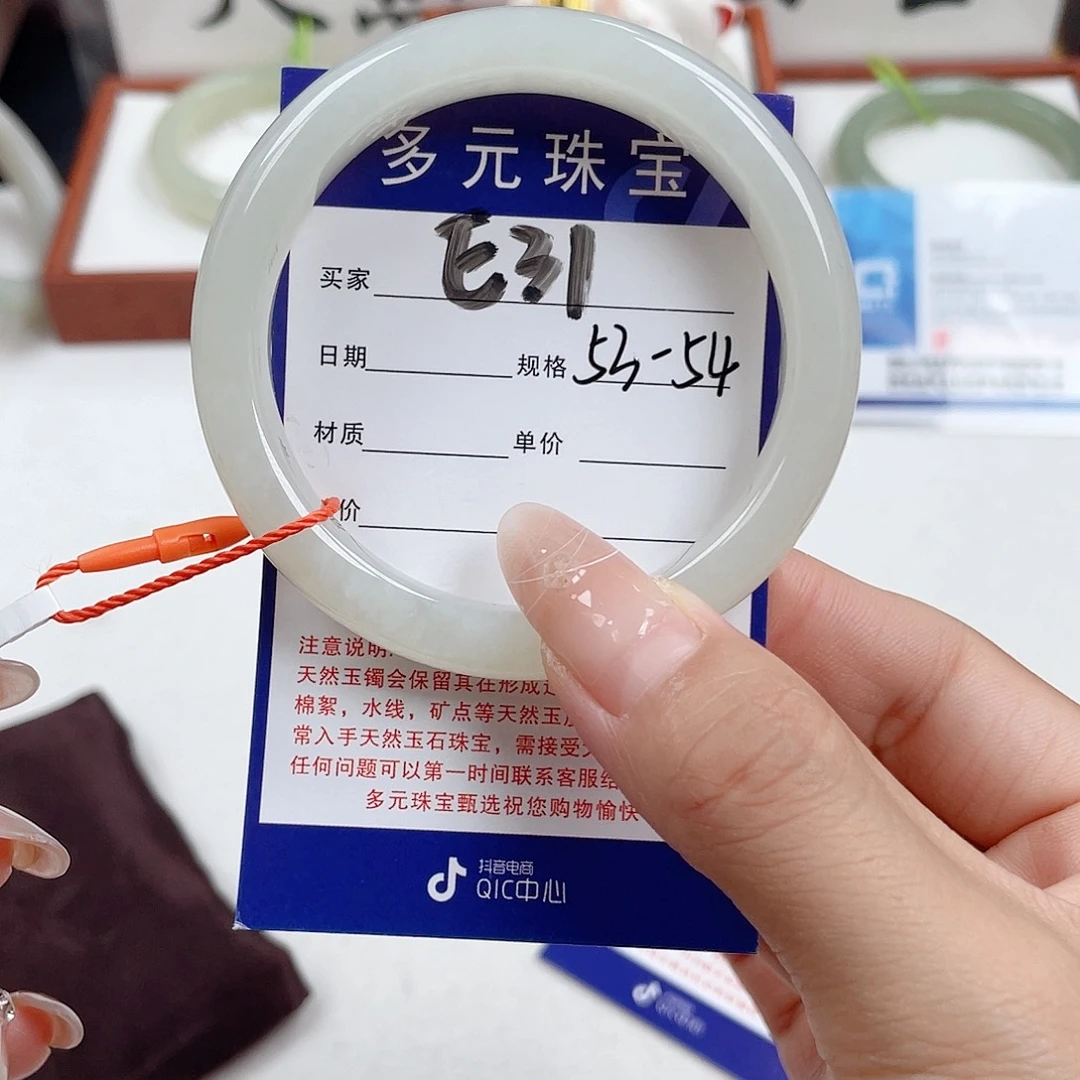 多元珠宝
买家 E31
日期 规格 53-54
材质 单价
价
注意说明:
天然玉镯会保留其在形成过
棉絮，水线，矿点等天然玉
常入手天然玉石珠宝，需接受
任何问题可以第一时间联系客服给
多元珠宝甄选祝您购物愉快
抖音电商
QIC中心